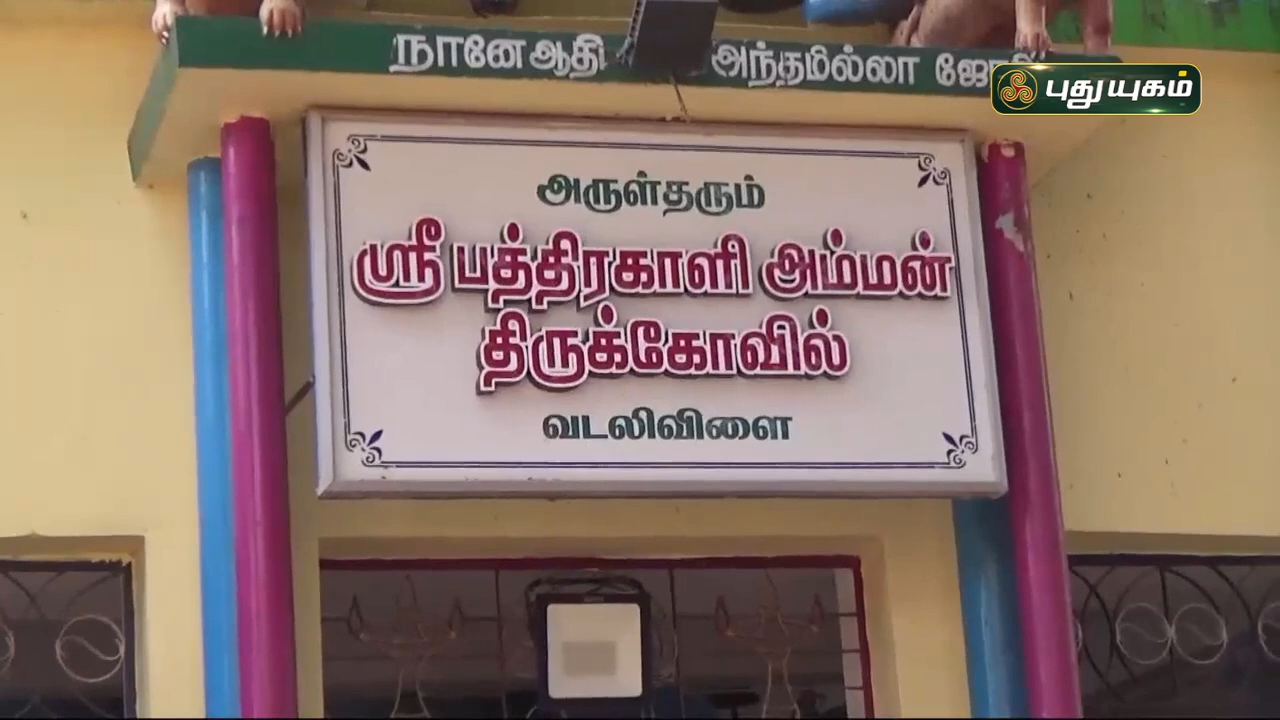 நானேஆதி அந்தமில்லா
புதுயுகம்
அருள்தரும்
ஸ்ரீ பத்திரகாளி அம்மன்
திருக்கோவில்
வடலிவிளை